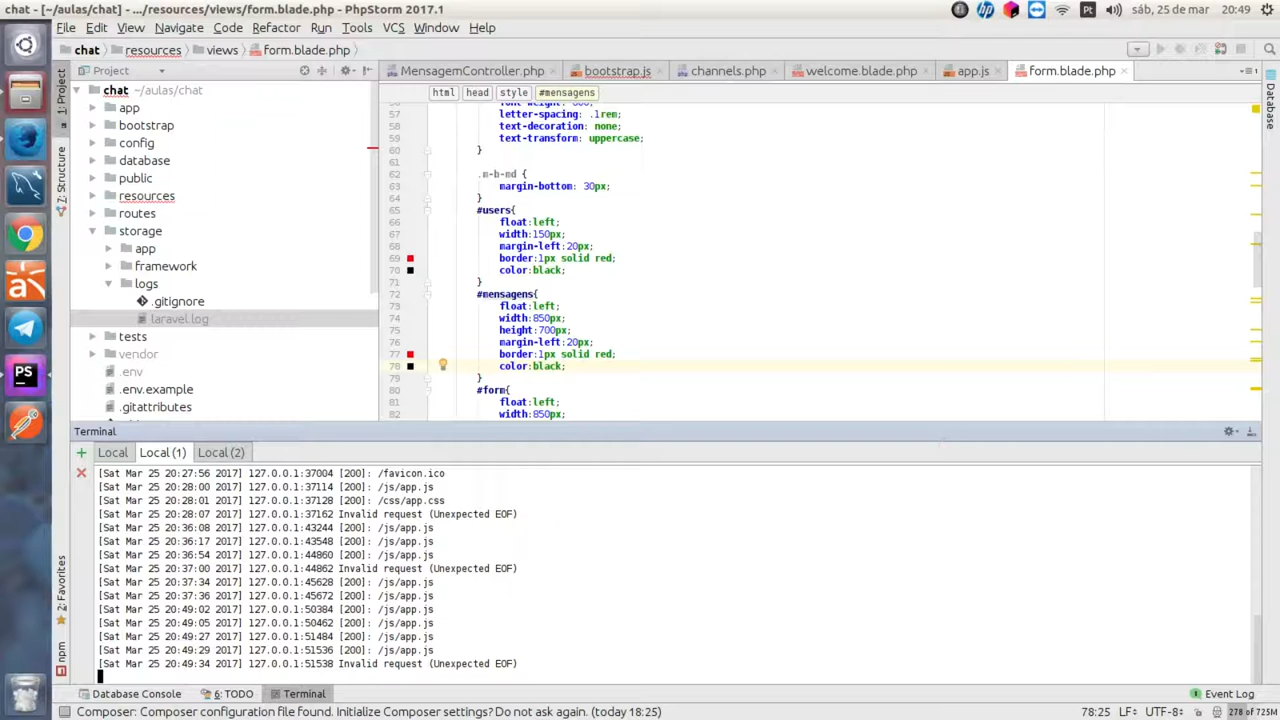 chat - [~/aulas/chat] - .../resources/views/form.blade.php - PhpStorm 2017.1
Pt
sáb, 25 de mar
20:49
File Edit View Navigate Code Refactor Run Tools VCS Window Help
chat resources views form.blade.php
Project
MensagemController.php bootstrap.js channels.php welcome.blade.php app.js form.blade.php
html head style #mensagens
1: Project
7: Structure
2: Favorites
npm
Database
chat ~/aulas/chat
app
bootstrap
config
database
public
resources
routes
storage
app
framework
logs
.gitignore
laravel.log
tests
vendor
.env
.env.example
.gitattributes
57 letter-spacing: .1rem;
58 text-decoration: none;
59 text-transform: uppercase;
60 }
61
62 .m-b-md {
63 margin-bottom: 30px;
64 }
65 #users{
66 float:left;
67 width:150px;
68 margin-left:20px;
69 border:1px solid red;
70 color:black;
71 }
72 #mensagens{
73 float:left;
74 width:850px;
75 height:700px;
76 margin-left:20px;
77 border:1px solid red;
78 color:black;
79 }
80 #form{
81 float:left;
82 width:850px;
Terminal
Local Local (1) Local (2)
[Sat Mar 25 20:27:56 2017] 127.0.0.1:37004 [200]: /favicon.ico
[Sat Mar 25 20:28:00 2017] 127.0.0.1:37114 [200]: /js/app.js
[Sat Mar 25 20:28:01 2017] 127.0.0.1:37128 [200]: /css/app.css
[Sat Mar 25 20:28:07 2017] 127.0.0.1:37162 Invalid request (Unexpected EOF)
[Sat Mar 25 20:36:08 2017] 127.0.0.1:43244 [200]: /js/app.js
[Sat Mar 25 20:36:17 2017] 127.0.0.1:43548 [200]: /js/app.js
[Sat Mar 25 20:36:54 2017] 127.0.0.1:44860 [200]: /js/app.js
[Sat Mar 25 20:37:00 2017] 127.0.0.1:44862 Invalid request (Unexpected EOF)
[Sat Mar 25 20:37:34 2017] 127.0.0.1:45628 [200]: /js/app.js
[Sat Mar 25 20:37:36 2017] 127.0.0.1:45672 [200]: /js/app.js
[Sat Mar 25 20:49:02 2017] 127.0.0.1:50384 [200]: /js/app.js
[Sat Mar 25 20:49:05 2017] 127.0.0.1:50462 [200]: /js/app.js
[Sat Mar 25 20:49:27 2017] 127.0.0.1:51484 [200]: /js/app.js
[Sat Mar 25 20:49:29 2017] 127.0.0.1:51536 [200]: /js/app.js
[Sat Mar 25 20:49:34 2017] 127.0.0.1:51538 Invalid request (Unexpected EOF)
Database Console 6: TODO Terminal
Event Log
Composer: Composer configuration file found. Initialize Composer settings? Do not ask again. (today 18:25)
78:25 LF÷ UTF-8÷ 278 of 725M